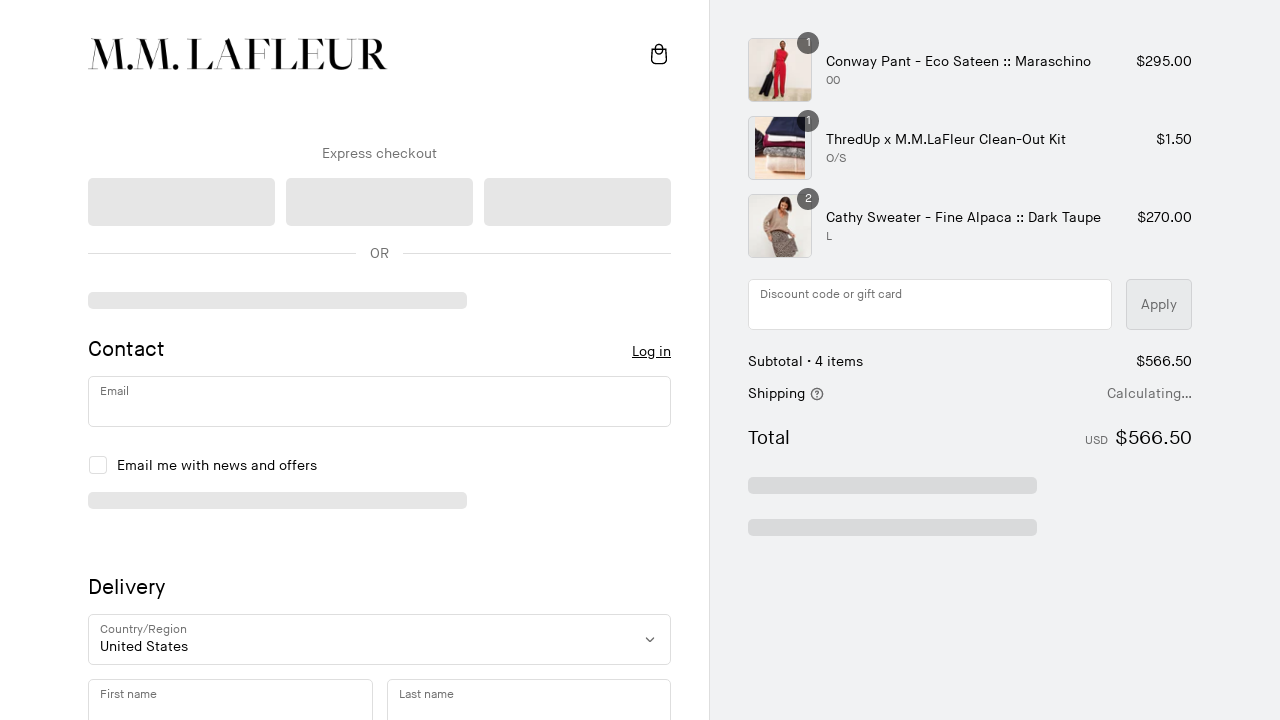 M.M. LAFLEUR
Express checkout
OR
Contact
Log in
Email
Email me with news and offers
Delivery
Country/Region
United States
First name
Last name
1
Conway Pant - Eco Sateen :: Maraschino
$295.00
00
1
ThredUp x M.M.LaFleur Clean-Out Kit
$1.50
O/S
2
Cathy Sweater - Fine Alpaca :: Dark Taupe
$270.00
L
Discount code or gift card
Apply
Subtotal · 4 items
$566.50
Shipping
Calculating...
Total
USD $566.50